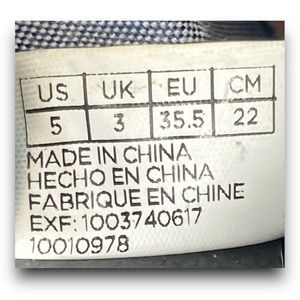 US UK EU CM
5 3 35.5 22
MADE IN CHINA
HECHO EN CHINA
FABRIQUE EN CHINE
EXF: 1003740617
10010978